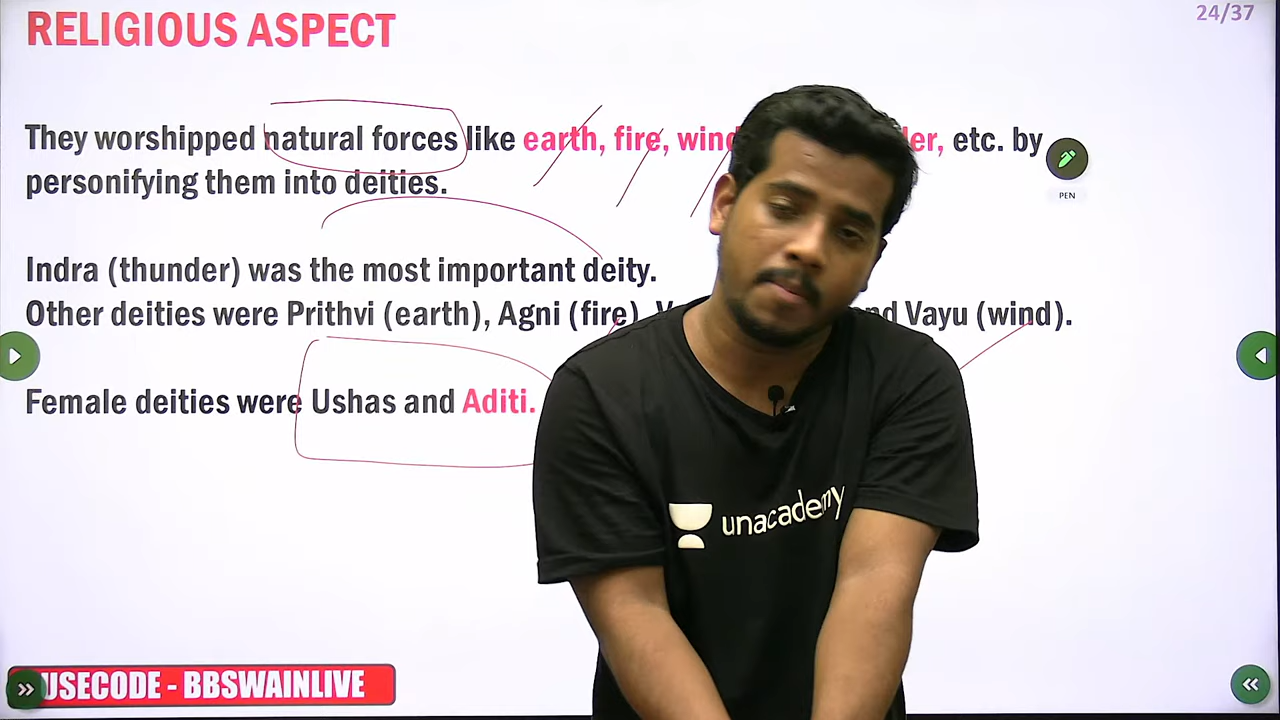 RELIGIOUS ASPECT
24/37
They worshipped natural forces like earth, fire, etc. by
PEN
personifying them into deities.
Indra (thunder) was the most important deity.
Other deities were Prithvi (earth), Agni (fire) Vayu (wind).
Female deities were Ushas and Aditi.
unacademy
USECODE - BBSWAINLIVE